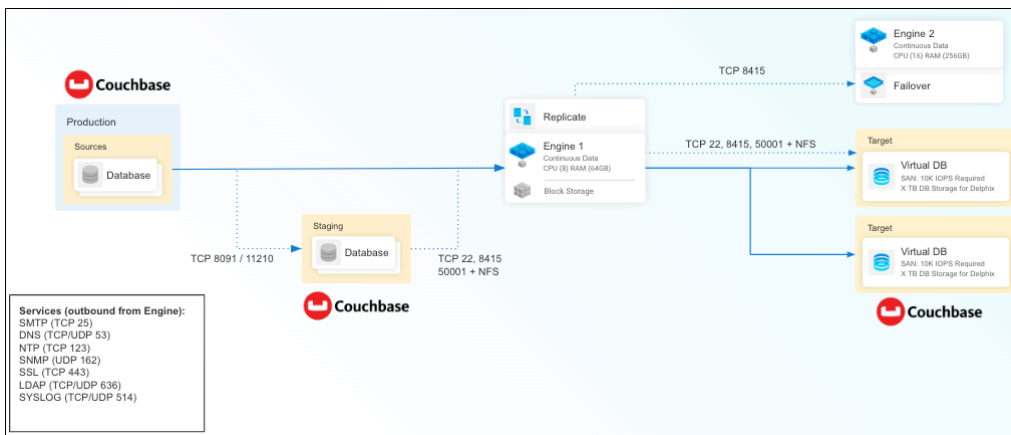 Couchbase
Production
Sources
Database
TCP 8091 / 11210
Staging
Database
Couchbase
TCP 22, 8415
50001 + NFS
Replicate
Engine 1
Continuous Data
CPU (8) RAM (64GB)
Block Storage
TCP 8415
Engine 2
Continuous Data
CPU (16) RAM (256GB)
Failover
TCP 22, 8415, 50001 + NFS
Target
Virtual DB
SAN: 10K IOPS Required
X TB DB Storage for Delphix
Target
Virtual DB
SAN: 10K IOPS Required
X TB DB Storage for Delphix
Couchbase
Services (outbound from Engine):
SMTP (TCP 25)
DNS (TCP/UDP 53)
NTP (TCP 123)
SNMP (UDP 162)
SSL (TCP 443)
LDAP (TCP/UDP 636)
SYSLOG (TCP/UDP 514)